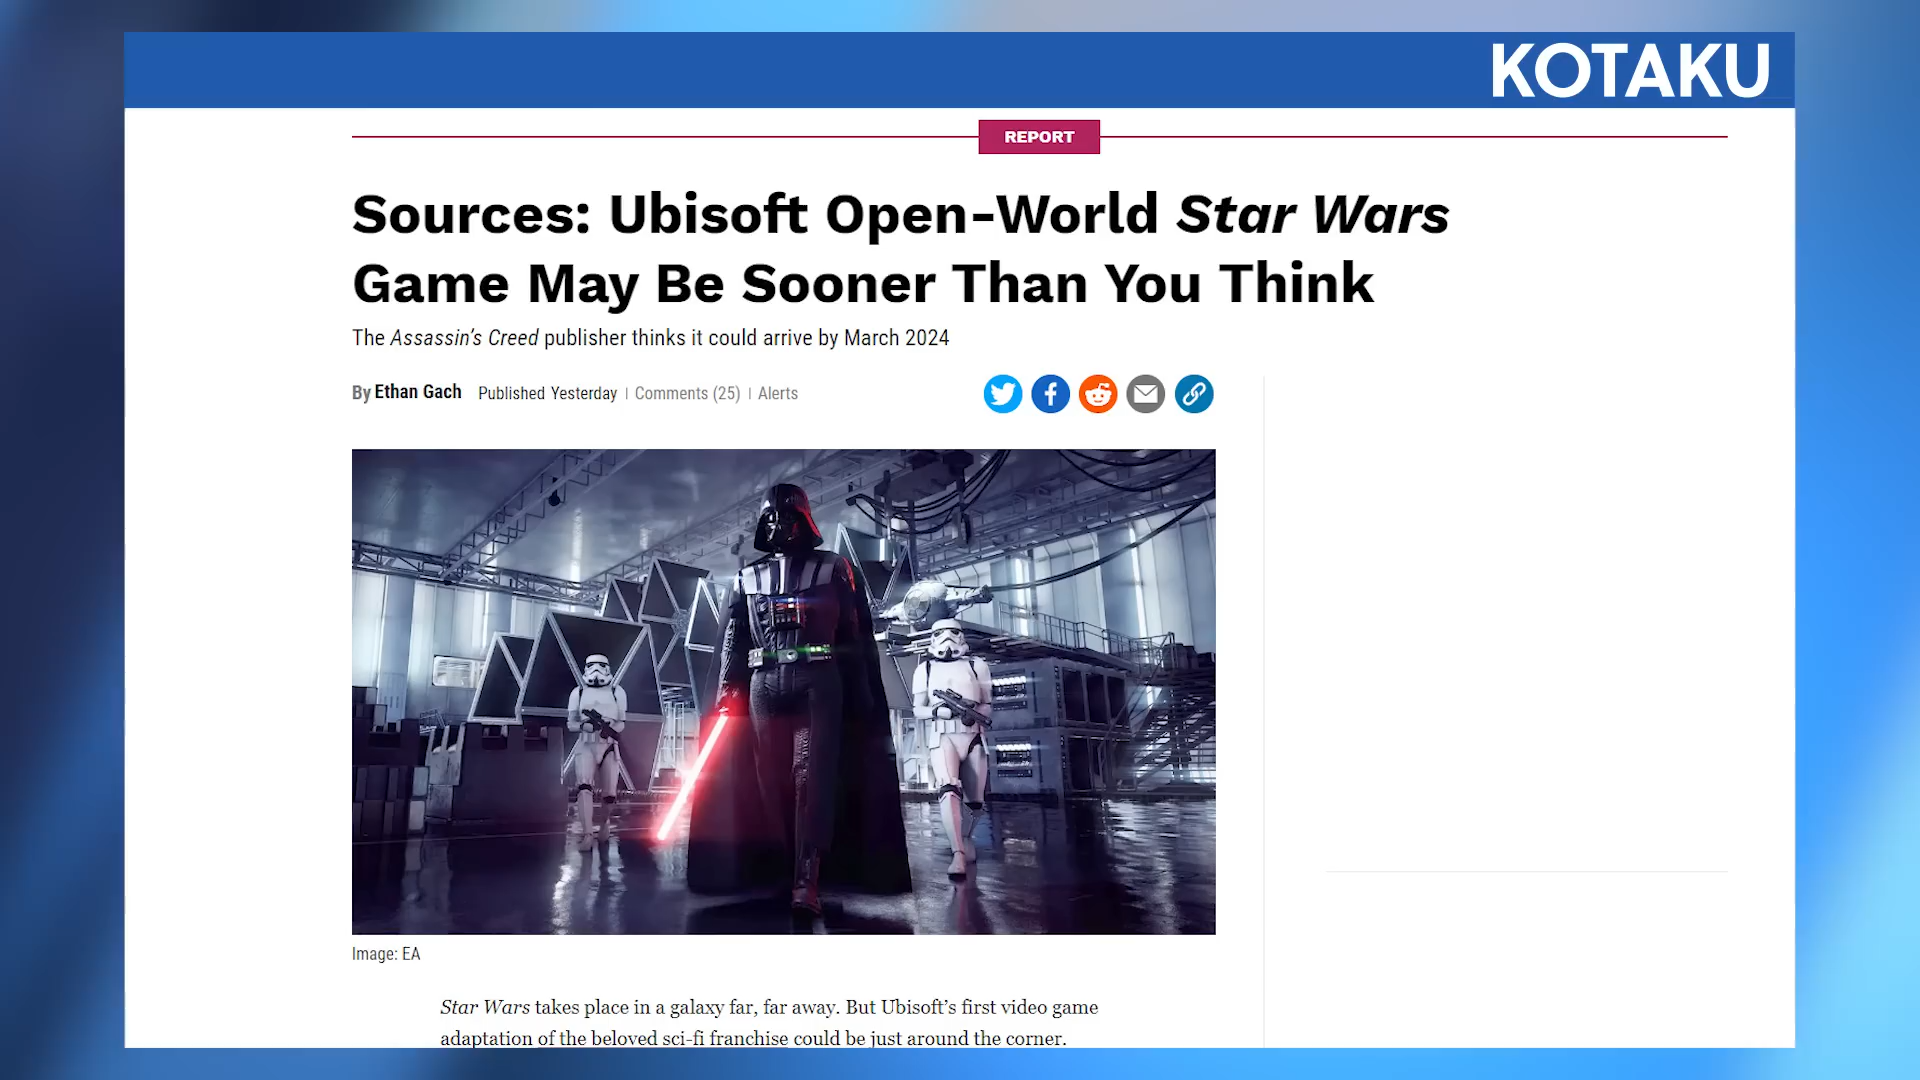 KOTAKU
REPORT
Sources: Ubisoft Open-World Star Wars
Game May Be Sooner Than You Think
The Assassin's Creed publisher thinks it could arrive by March 2024
By Ethan Gach Published Yesterday | Comments (25) | Alerts
Image: EA
Star Wars takes place in a galaxy far, far away. But Ubisoft's first video game
adaptation of the beloved sci-fi franchise could be just around the corner.